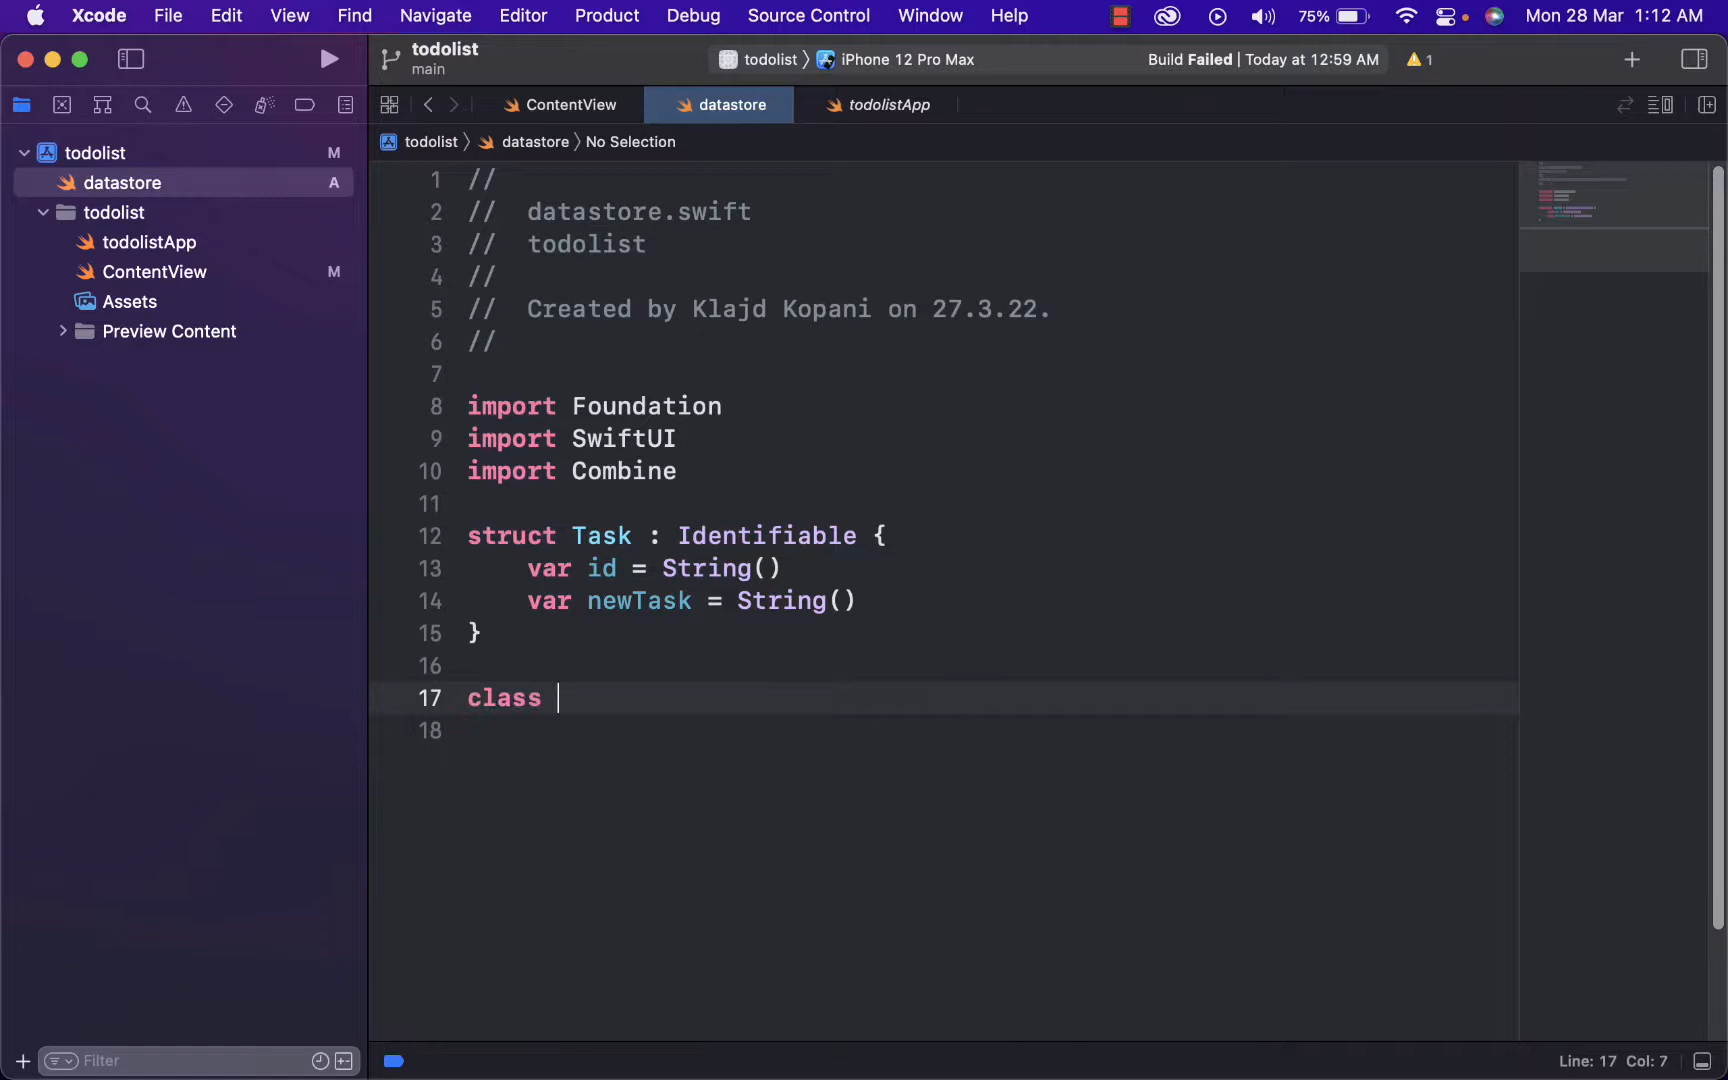 Xcode File Edit View Find Navigate Editor Product Debug Source Control Window Help 75% Mon 28 Mar 1:12 AM
todolist
main
todolist 〉 iPhone 12 Pro Max
Build Failed | Today at 12:59 AM
1
ContentView
datastore
todolistApp
todolist 〉 datastore 〉 No Selection
todolist M
datastore A
todolist
todolistApp
ContentView M
Assets
Preview Content
1 //
2 //  datastore.swift
3 //  todolist
4 //
5 //  Created by Klajd Kopani on 27.3.22.
6 //
7
8 import Foundation
9 import SwiftUI
10 import Combine
11
12 struct Task : Identifiable {
13     var id = String()
14     var newTask = String()
15 }
16
17 class
18
Filter
Line: 17 Col: 7